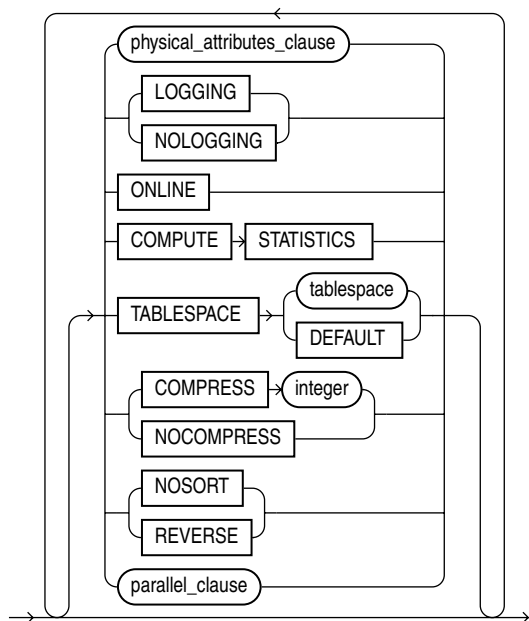 physical_attributes_clause
LOGGING
NOLOGGING
ONLINE
COMPUTE STATISTICS
tablespace
TABLESPACE
DEFAULT
COMPRESS integer
NOCOMPRESS
NOSORT
REVERSE
parallel_clause